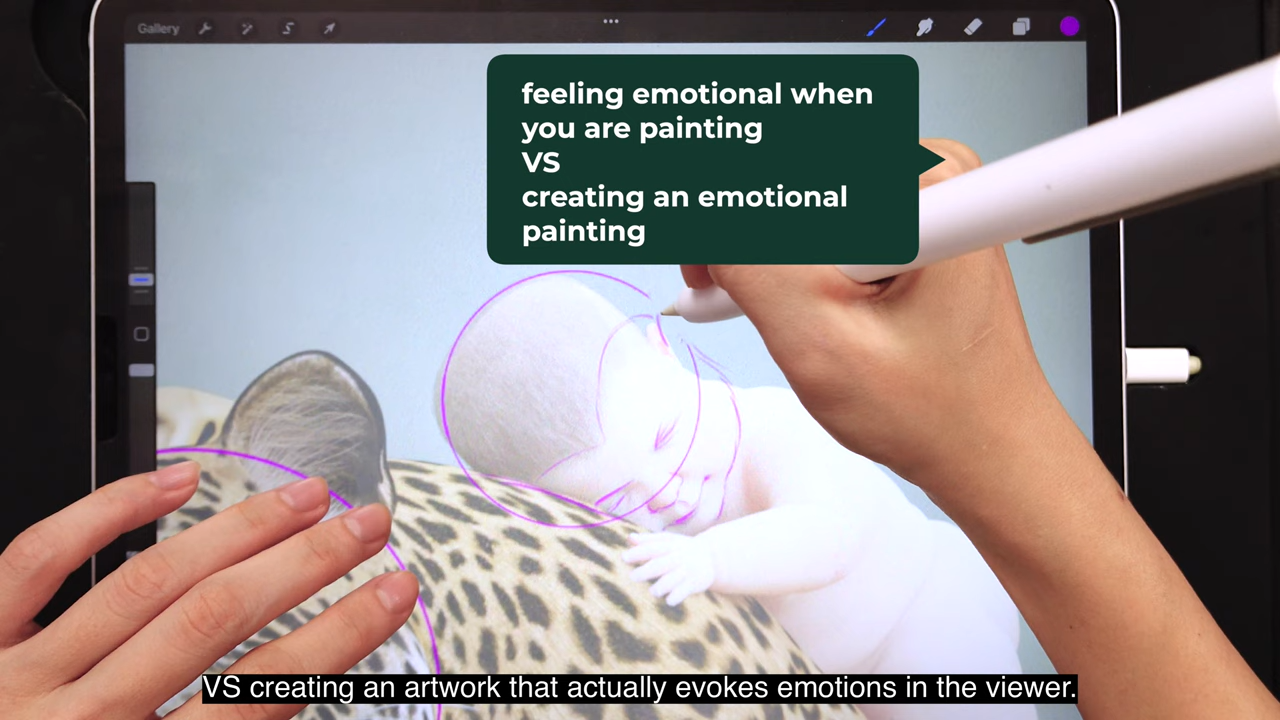 Gallery
feeling emotional when
you are painting
VS
creating an emotional
painting
VS creating an artwork that actually evokes emotions in the viewer.